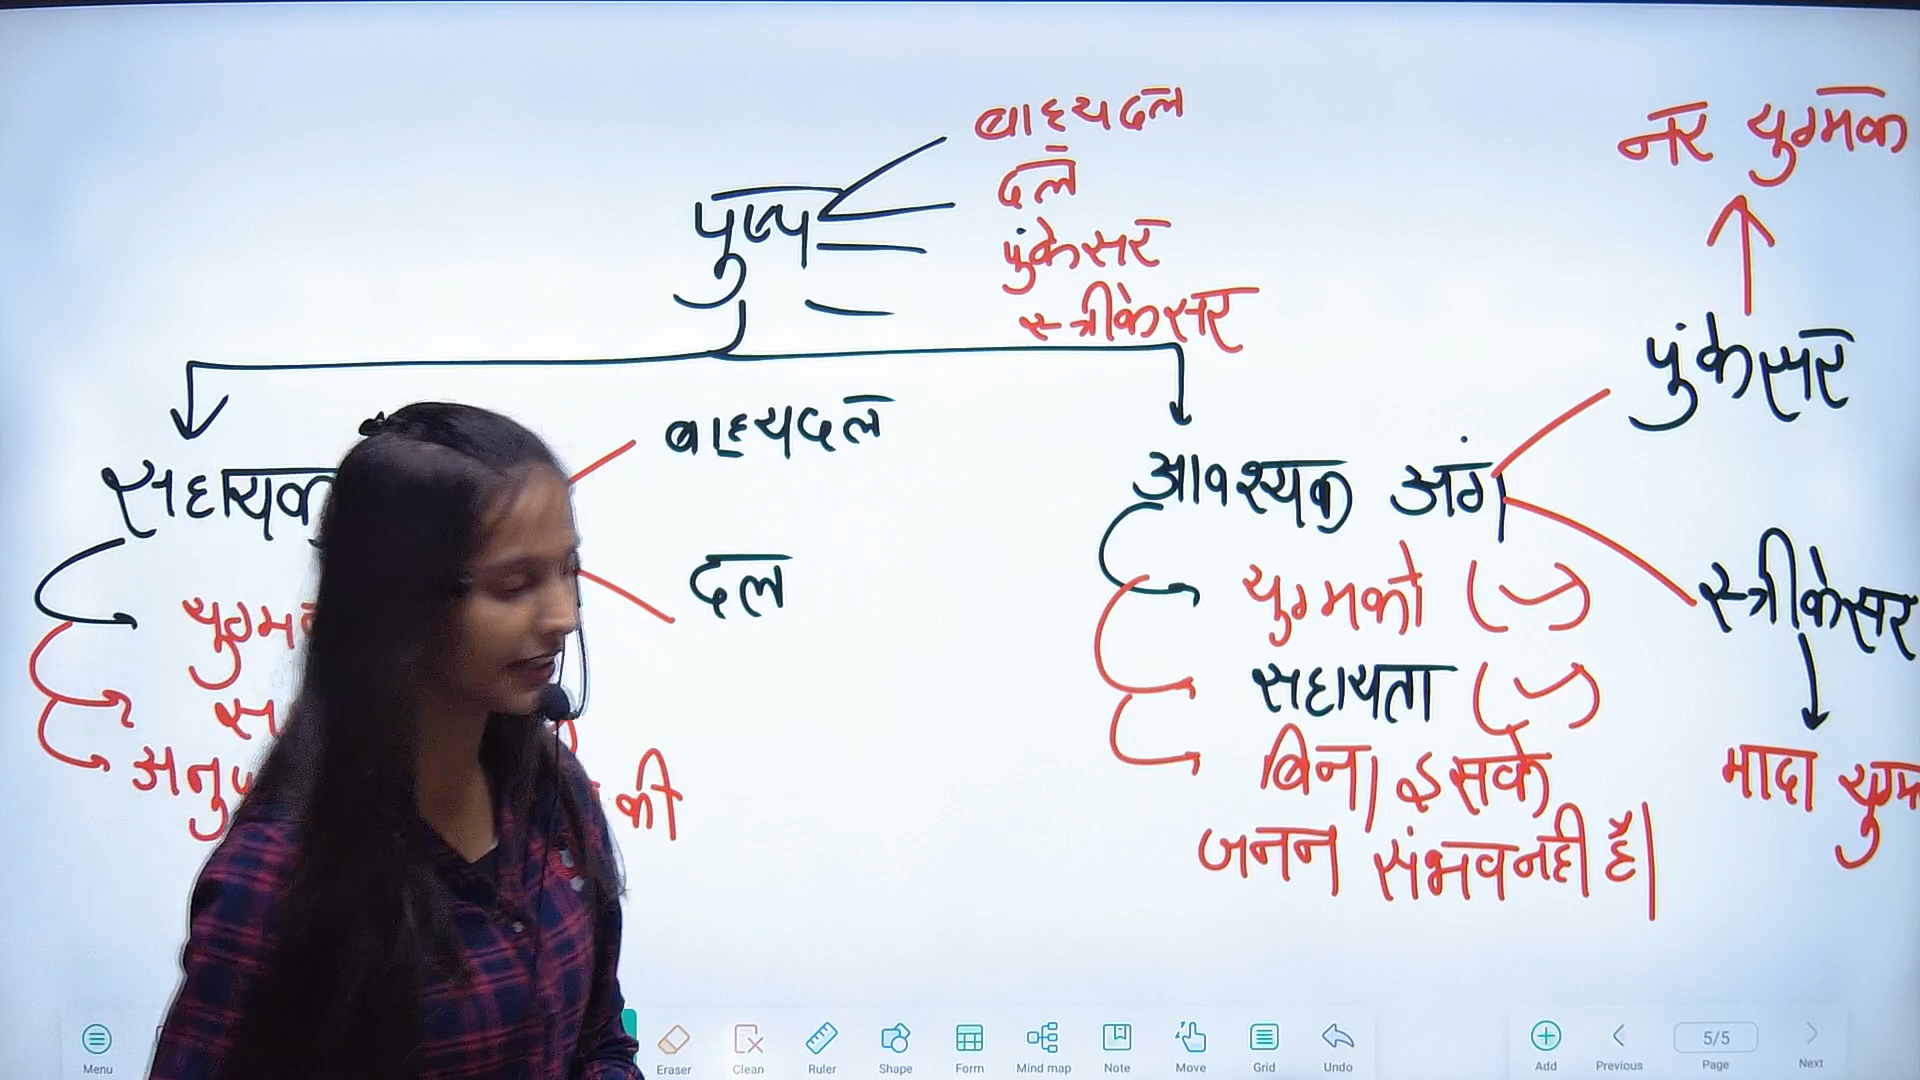 बाह्यदल
दल
पुंकेसर
स्त्रीकेसर
पुष्प
नर युग्मक
पुंकेसर
बाह्यदल
दल
आवश्यक अंग
स्त्रीकेसर
युग्मको
सहायता
बिना इसके
जनन संभव नही है।
मादा
की
Menu
Eraser
Clean
Ruler
Shape
Form
Mind map
Note
Move
Grid
Undo
Add
Previous
5/5
Page
Next